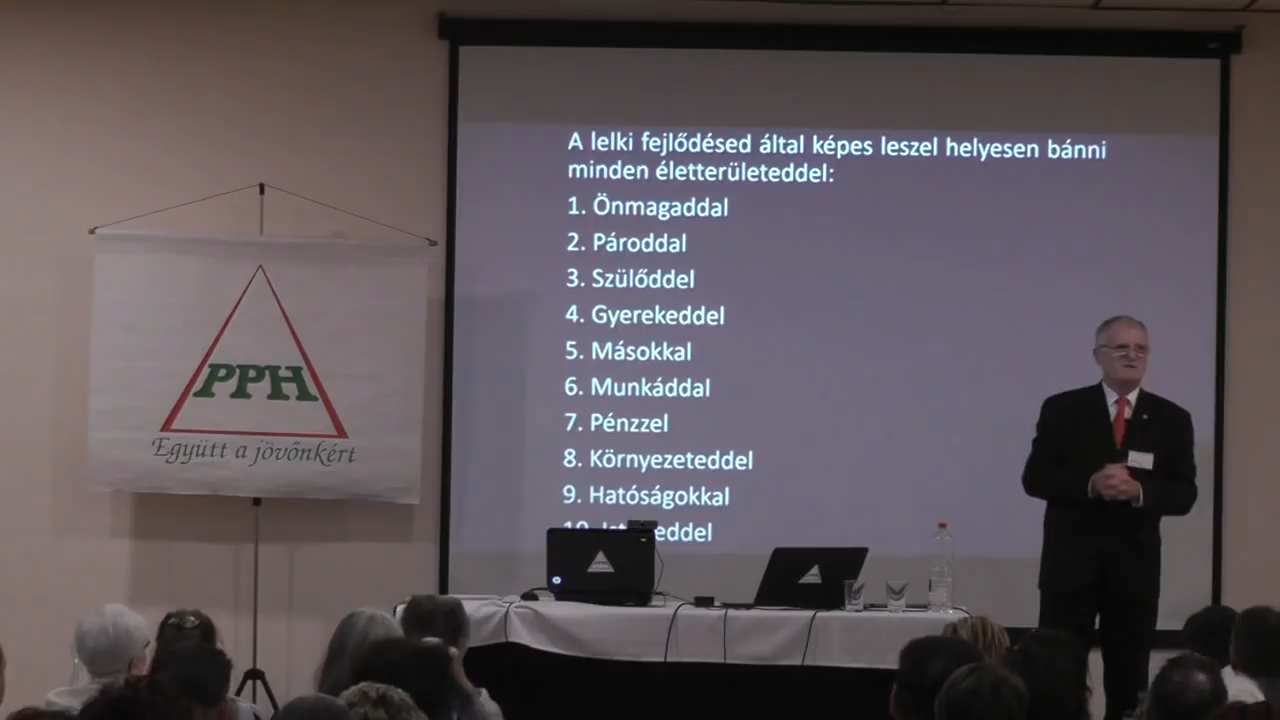 A lelki fejlődésed által képes leszel helyesen bánni
minden életterületeddel:
1. Önmagaddal
2. Pároddal
3. Szülőddel
4. Gyerekeddel
5. Másokkal
6. Munkáddal
7. Pénzzel
8. Környezeteddel
9. Hatóságokkal
10.
PPH
Együtt a jövőnkért